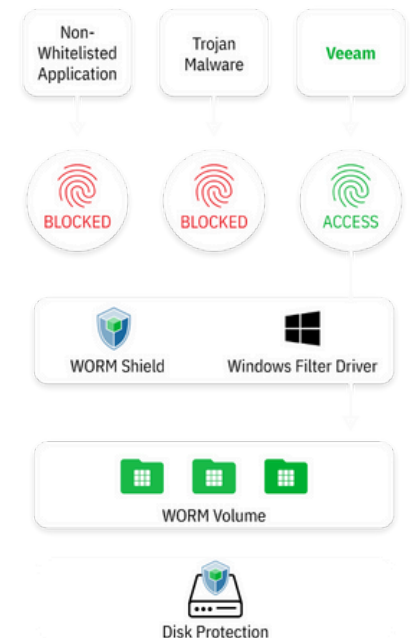 Non-
Whitelisted
Application
Trojan
Malware
Veeam
BLOCKED
BLOCKED
ACCESS
WORM Shield
Windows Filter Driver
WORM Volume
Disk Protection